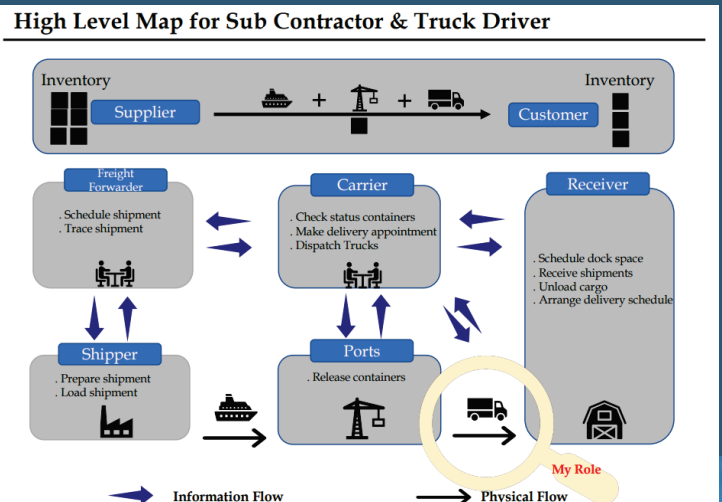 High Level Map for Sub Contractor & Truck Driver
Inventory
Inventory
Supplier
+
+
Customer
Freight
Forwarder
. Schedule shipment
. Trace shipment
Carrier
. Check status containers
. Make delivery appointment
. Dispatch Trucks
Receiver
. Schedule dock space
. Receive shipments
. Unload cargo
. Arrange delivery schedule
Shipper
. Prepare shipment
. Load shipment
Ports
. Release containers
My Role
Information Flow
Physical Flow